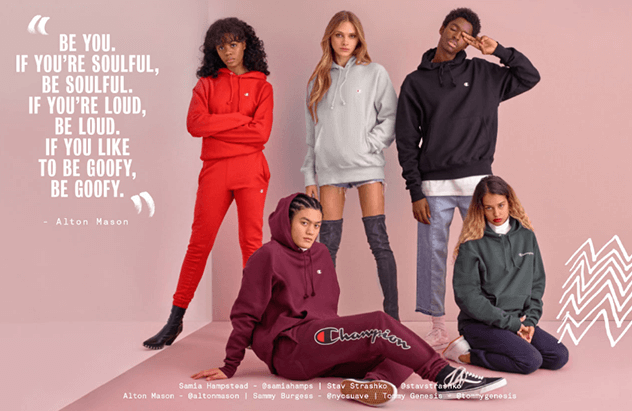 “
BE YOU.
IF YOU’RE SOULFUL,
BE SOULFUL.
IF YOU’RE LOUD,
BE LOUD.
IF YOU LIKE
TO BE GOOFY,
BE GOOFY.
”
- Alton Mason
Champion
Samia Hampstead - @samiahamps | Stav Strashko - @stavstrashko
Alton Mason - @altonmason | Sammy Burgess - @nyosuave | Tommy Genesis - @tommygenesis